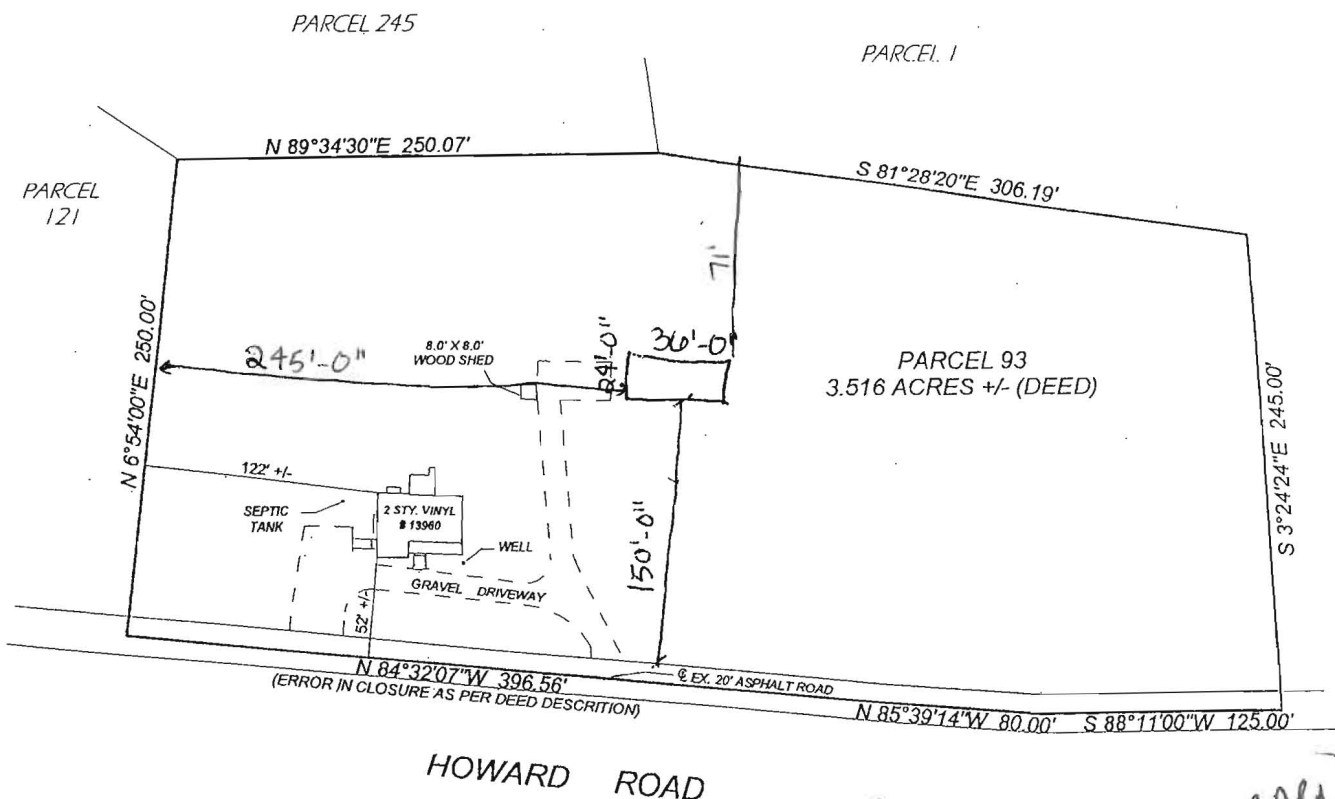 PARCEL 245
PARCEL 1
N 89°34'30"E 250.07'
S 81°28'20"E 306.19'
PARCEL
121
71'
N 6°54'00"E 250.00'
245'-0"
8.0' X 8.0'
WOOD SHED
24'-0"
36'-0"
PARCEL 93
3.516 ACRES +/- (DEED)
S 3°24'24"E 245.00'
122' +/-
SEPTIC
TANK
2 STY. VINYL
# 13960
WELL
150'-0"
GRAVEL DRIVEWAY
52' +/-
N 84°32'07"W 396.56'
(ERROR IN CLOSURE AS PER DEED DESCRITION)
℄ EX. 20' ASPHALT ROAD
N 85°39'14"W 80.00'
S 88°11'00"W 125.00'
HOWARD ROAD